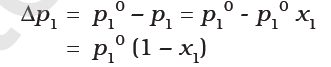 Δp₁ = p₁⁰ – p₁ = p₁⁰ - p₁⁰ x₁
= p₁⁰ (1 – x₁)